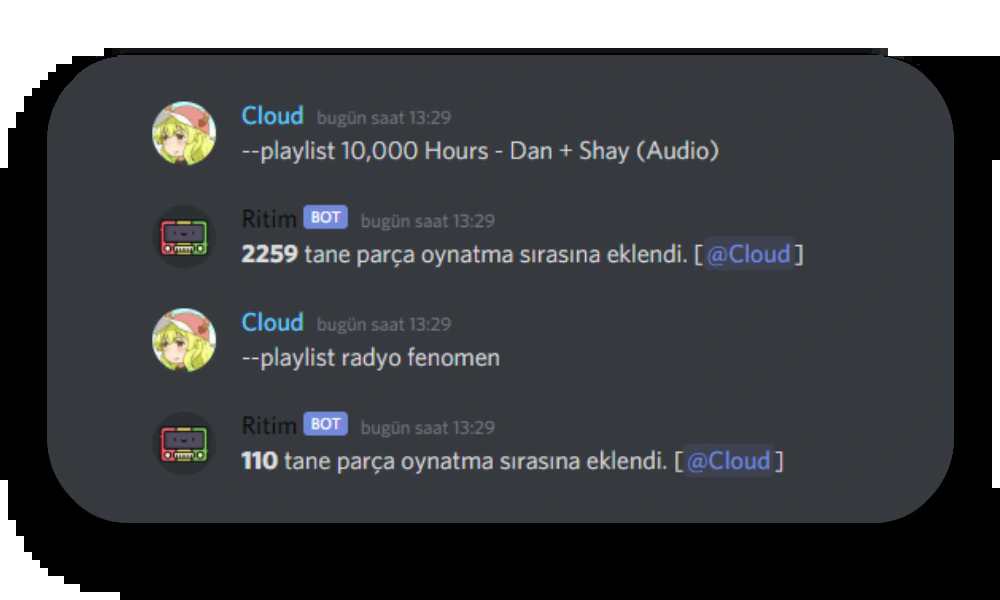 Cloud bugün saat 13:29
--playlist 10,000 Hours - Dan + Shay (Audio)
Ritim BOT bugün saat 13:29
2259 tane parça oynatma sırasına eklendi. [@Cloud]
Cloud bugün saat 13:29
--playlist radyo fenomen
Ritim BOT bugün saat 13:29
110 tane parça oynatma sırasına eklendi. [@Cloud]